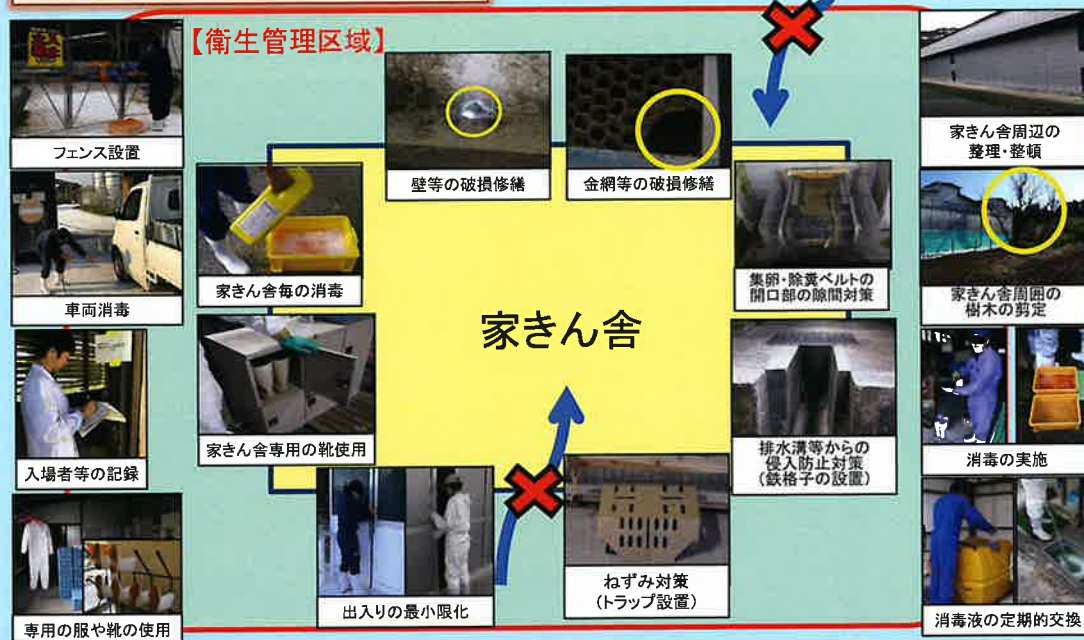 【衛生管理区域】
フェンス設置
車両消毒
入場者等の記録
専用の服や靴の使用
家きん舎毎の消毒
家きん舎専用の靴使用
出入りの最小限化
壁等の破損修繕
金網等の破損修繕
家きん舎
ねずみ対策
(トラップ設置)
集卵・除糞ベルトの
開口部の隙間対策
排水溝等からの
侵入防止対策
(鉄格子の設置)
家きん舎周辺の
整理・整頓
家きん舎周囲の
樹木の剪定
消毒の実施
消毒液の定期的交換